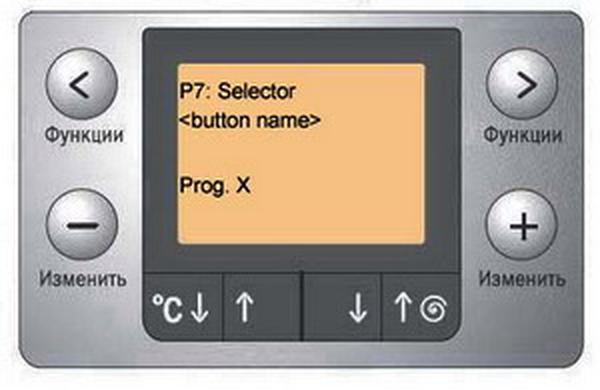 P7: Selector
<button name>
Prog. X
< >
Функции Функции
− +
Изменить Изменить
°C ↓ ↑ ↓ ↑